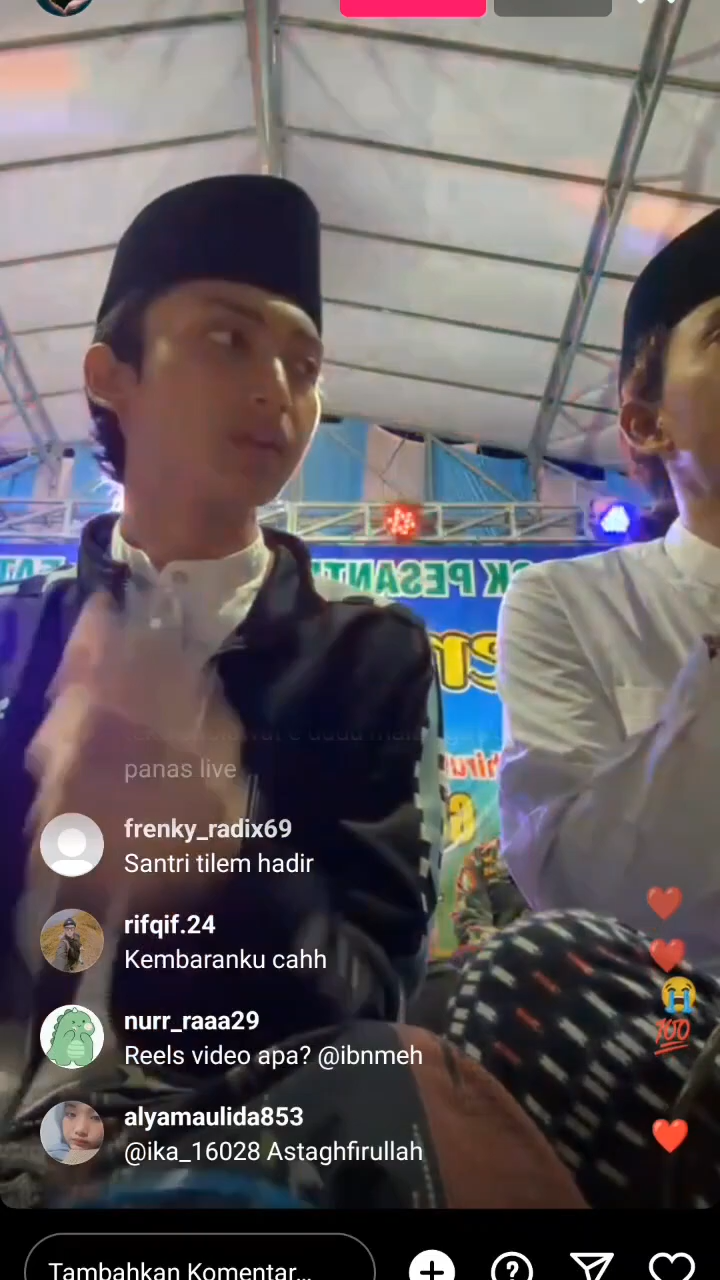 K PESANT
panas live
frenky_radix69
Santri tilem hadir
rifqif.24
Kembaranku cahh
nurr_raaa29
Reels video apa? @ibnmeh
alyamaulida853
@ika_16028 Astaghfirullah
Tambahkan Komentar...